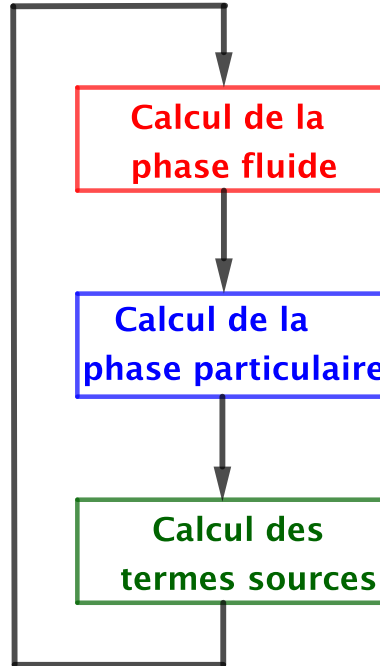 Calcul de la
phase fluide
Calcul de la
phase particulaire
Calcul des
termes sources